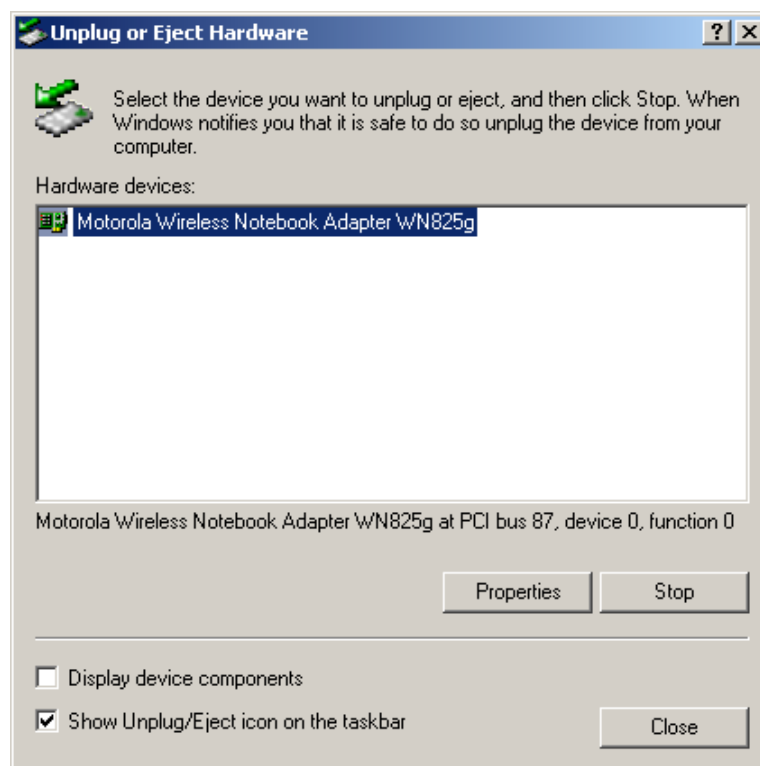 Unplug or Eject Hardware
Select the device you want to unplug or eject, and then click Stop. When
Windows notifies you that it is safe to do so unplug the device from your
computer.
Hardware devices:
Motorola Wireless Notebook Adapter WN825g
Motorola Wireless Notebook Adapter WN825g at PCI bus 87, device 0, function 0
Properties
Stop
Display device components
Show Unplug/Eject icon on the taskbar
Close